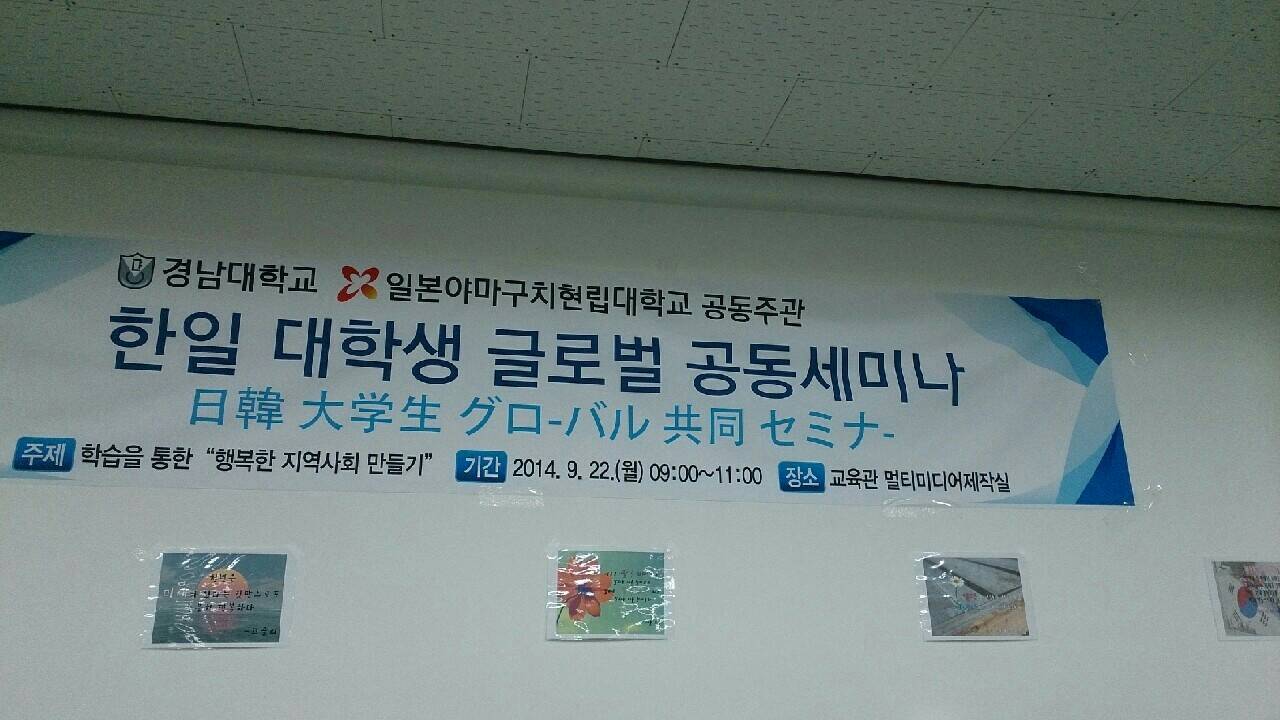 경남대학교 일본야마구치현립대학교 공동주관
한일 대학생 글로벌 공동세미나
日韓 大学生 グロ-バル 共同 セミナ-
주제 학습을 통한 "행복한 지역사회 만들기" 기간 2014. 9. 22.(월) 09:00~11:00 장소 교육관 멀티미디어제작실